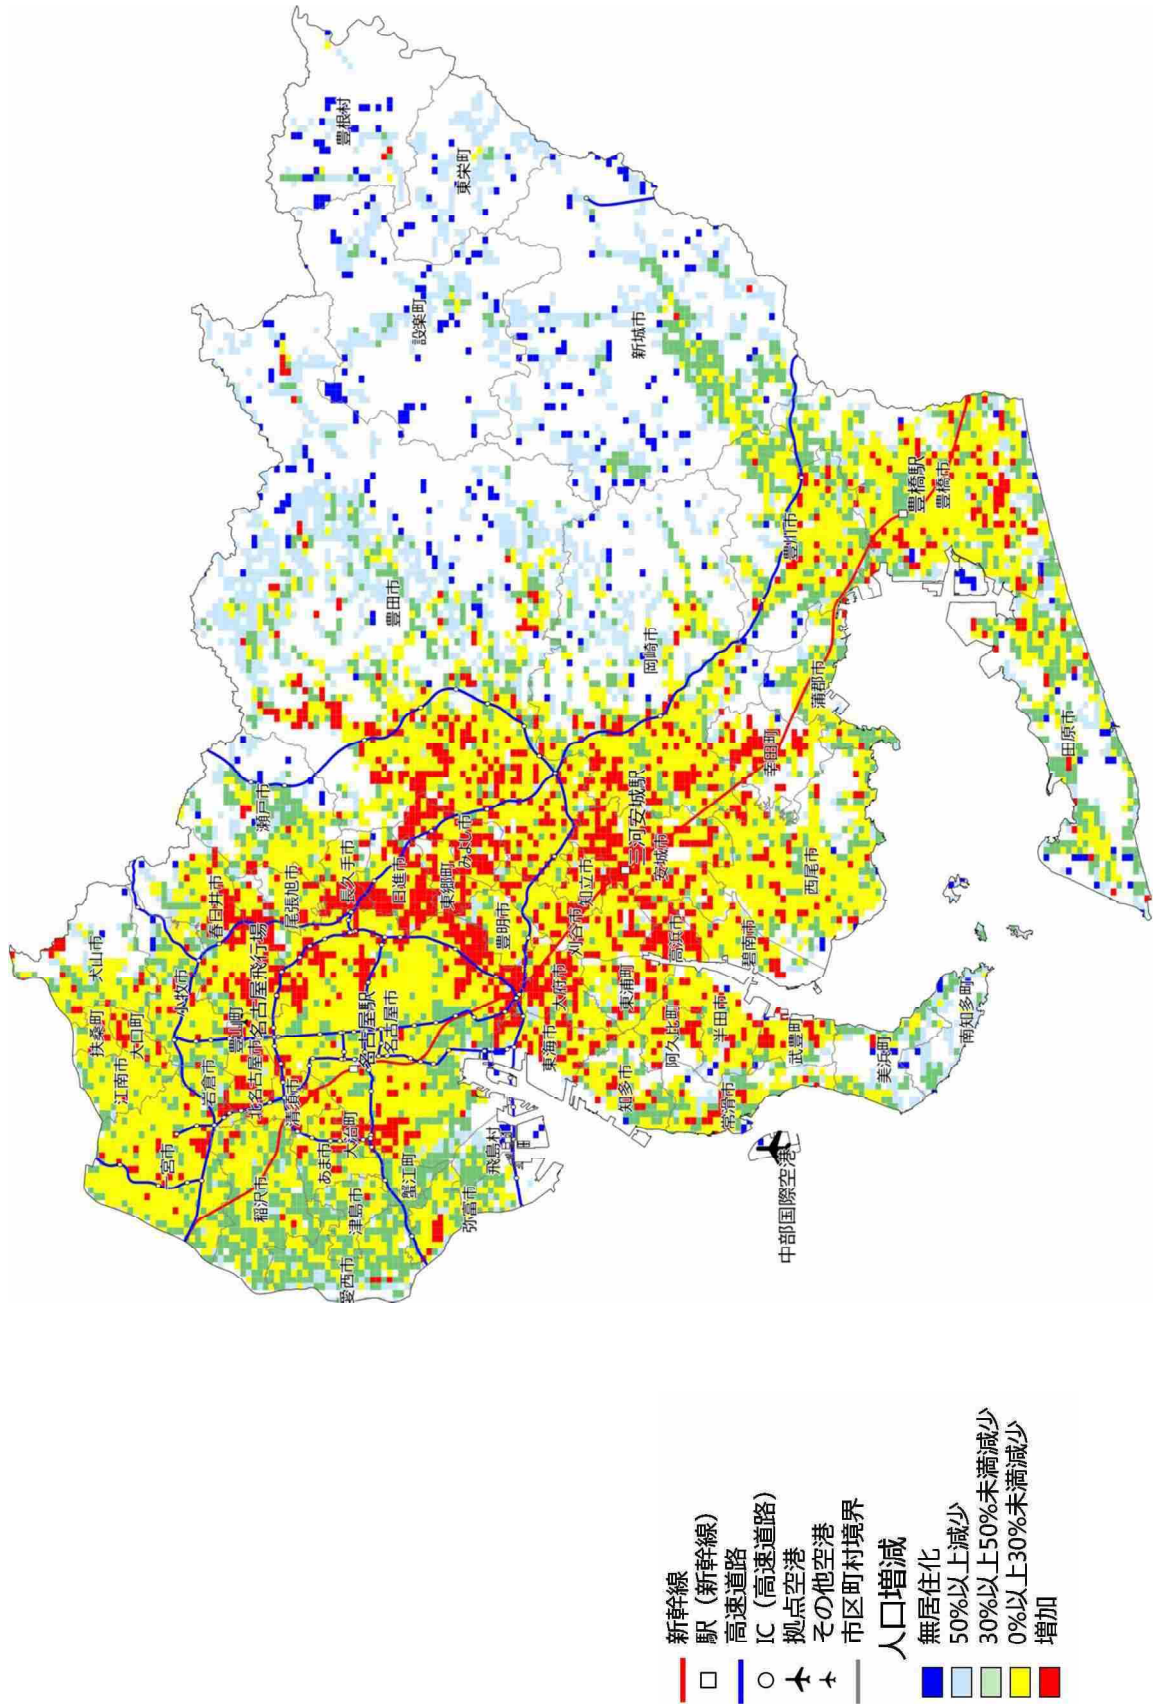 豊根村
東栄町
設楽町
新城市
豊田市
岡崎市
豊川市
豊橋駅
豊橋市
蒲郡市
田原市
幸田町
瀬戸市
長久手市
日進市
みよし市
東郷町
三河安城駅
安城市
西尾市
春日井市
尾張旭市
豊明市
知立市
刈谷市
高浜市
碧南市
犬山市
小牧市
名古屋飛行場
大府市
東浦町
扶桑町
大口町
豊山町
名古屋駅
名古屋市
東海市
阿久比町
半田市
武豊町
美浜町
南知多町
江南市
岩倉市
北名古屋市
清須市
知多市
常滑市
一宮市
稲沢市
あま市
大治町
蟹江町
飛島村
津島市
弥富市
愛西市
中部国際空港
新幹線
駅（新幹線）
高速道路
IC（高速道路）
拠点空港
その他空港
市区町村境界
人口増減
無居住化
50%以上減少
30%以上50%未満減少
0%以上30%未満減少
増加